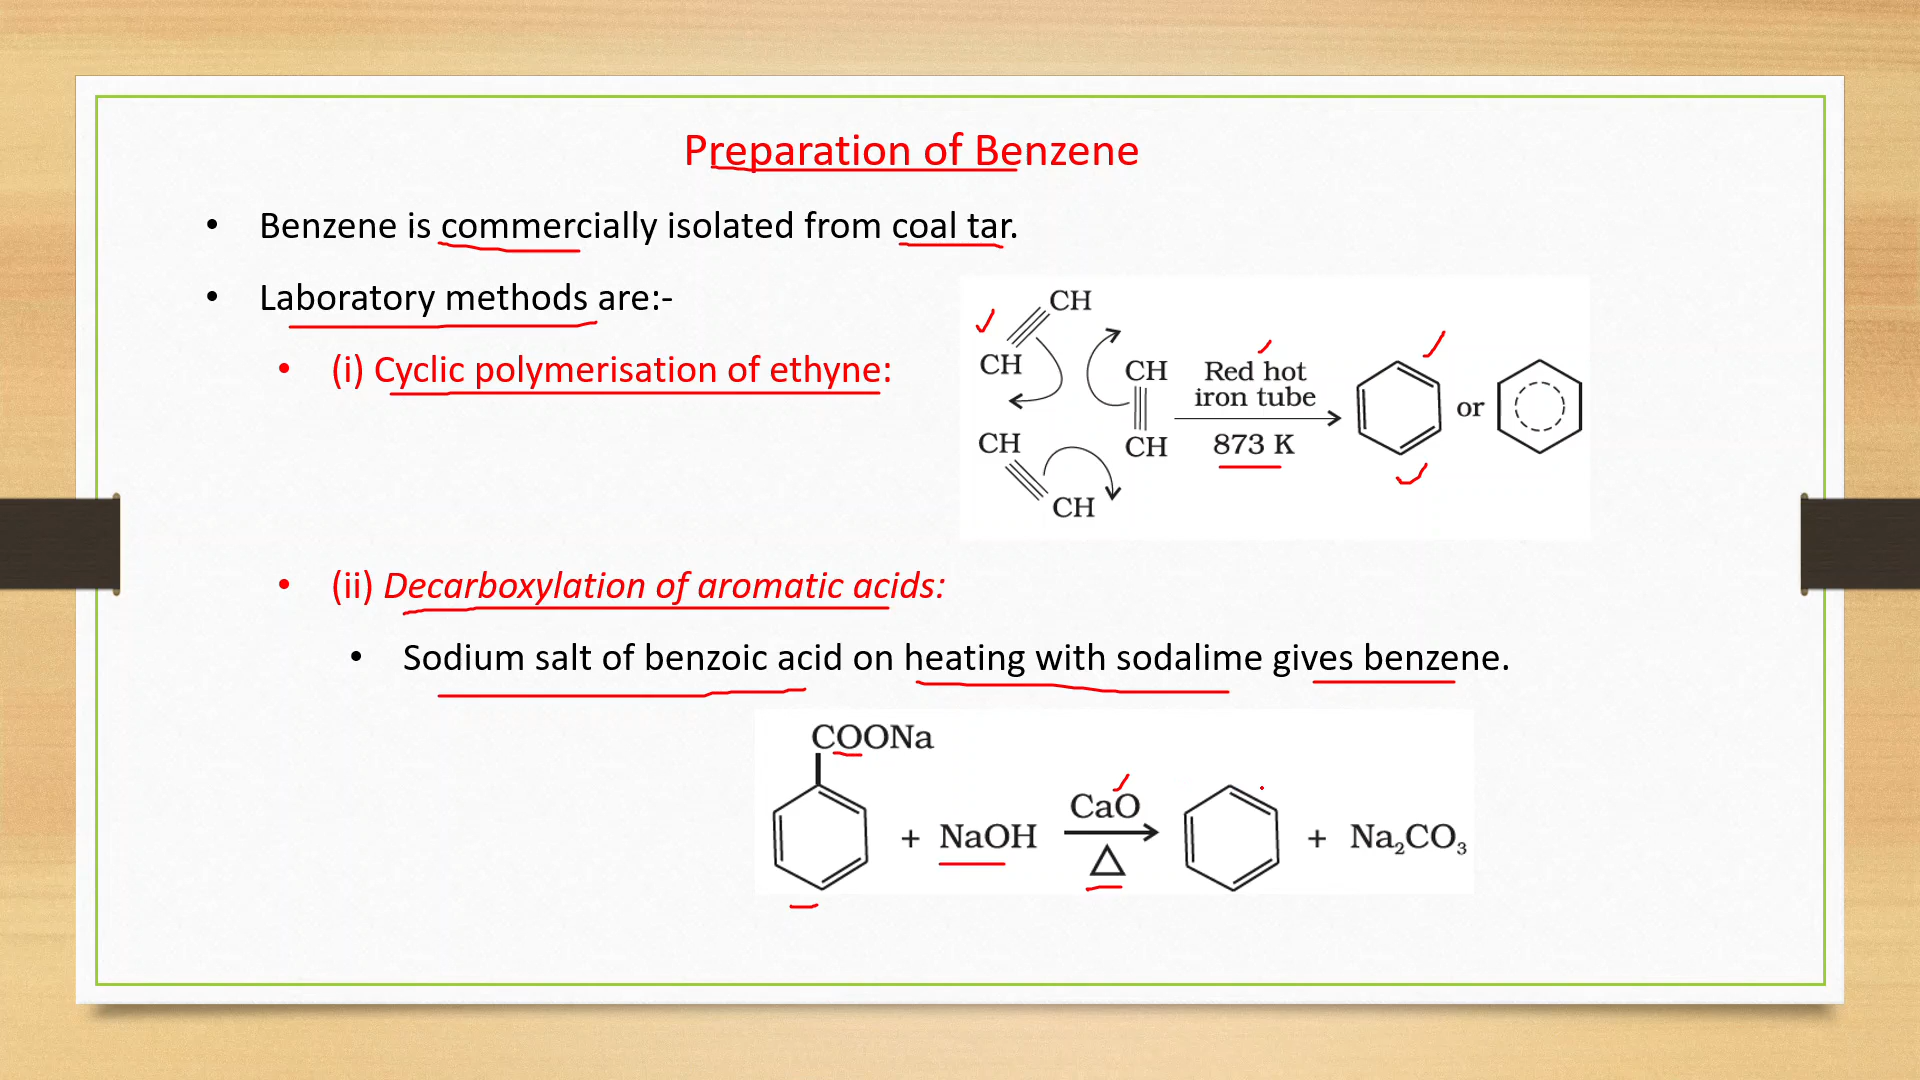 Preparation of Benzene
• Benzene is commercially isolated from coal tar.
• Laboratory methods are:-
• (i) Cyclic polymerisation of ethyne:
CH
CH
CH
CH
CH
CH
Red hot
iron tube
873 K
or
• (ii) Decarboxylation of aromatic acids:
• Sodium salt of benzoic acid on heating with sodalime gives benzene.
COONa
+ NaOH
CaO
Δ
+ Na₂CO₃